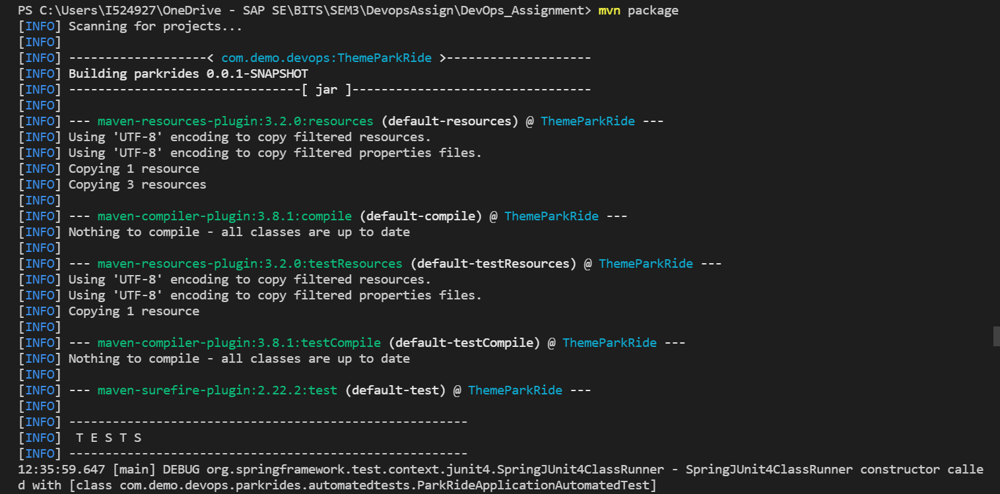 PS C:\Users\I524927\OneDrive - SAP SE\BITS\SEM3\DevopsAssign\DevOps_Assignment> mvn package
[INFO] Scanning for projects...
[INFO]
[INFO] -------------------< com.demo.devops:ThemeParkRide >--------------------
[INFO] Building parkrides 0.0.1-SNAPSHOT
[INFO] --------------------------------[ jar ]---------------------------------
[INFO]
[INFO] --- maven-resources-plugin:3.2.0:resources (default-resources) @ ThemeParkRide ---
[INFO] Using 'UTF-8' encoding to copy filtered resources.
[INFO] Using 'UTF-8' encoding to copy filtered properties files.
[INFO] Copying 1 resource
[INFO] Copying 3 resources
[INFO]
[INFO] --- maven-compiler-plugin:3.8.1:compile (default-compile) @ ThemeParkRide ---
[INFO] Nothing to compile - all classes are up to date
[INFO]
[INFO] --- maven-resources-plugin:3.2.0:testResources (default-testResources) @ ThemeParkRide ---
[INFO] Using 'UTF-8' encoding to copy filtered resources.
[INFO] Using 'UTF-8' encoding to copy filtered properties files.
[INFO] Copying 1 resource
[INFO]
[INFO] --- maven-compiler-plugin:3.8.1:testCompile (default-testCompile) @ ThemeParkRide ---
[INFO] Nothing to compile - all classes are up to date
[INFO]
[INFO] --- maven-surefire-plugin:2.22.2:test (default-test) @ ThemeParkRide ---
[INFO]
[INFO] -------------------------------------------------------
[INFO]  T E S T S
[INFO] -------------------------------------------------------
12:35:59.647 [main] DEBUG org.springframework.test.context.junit4.SpringJUnit4ClassRunner - SpringJUnit4ClassRunner constructor calle
d with [class com.demo.devops.parkrides.automatedtests.ParkRideApplicationAutomatedTest]